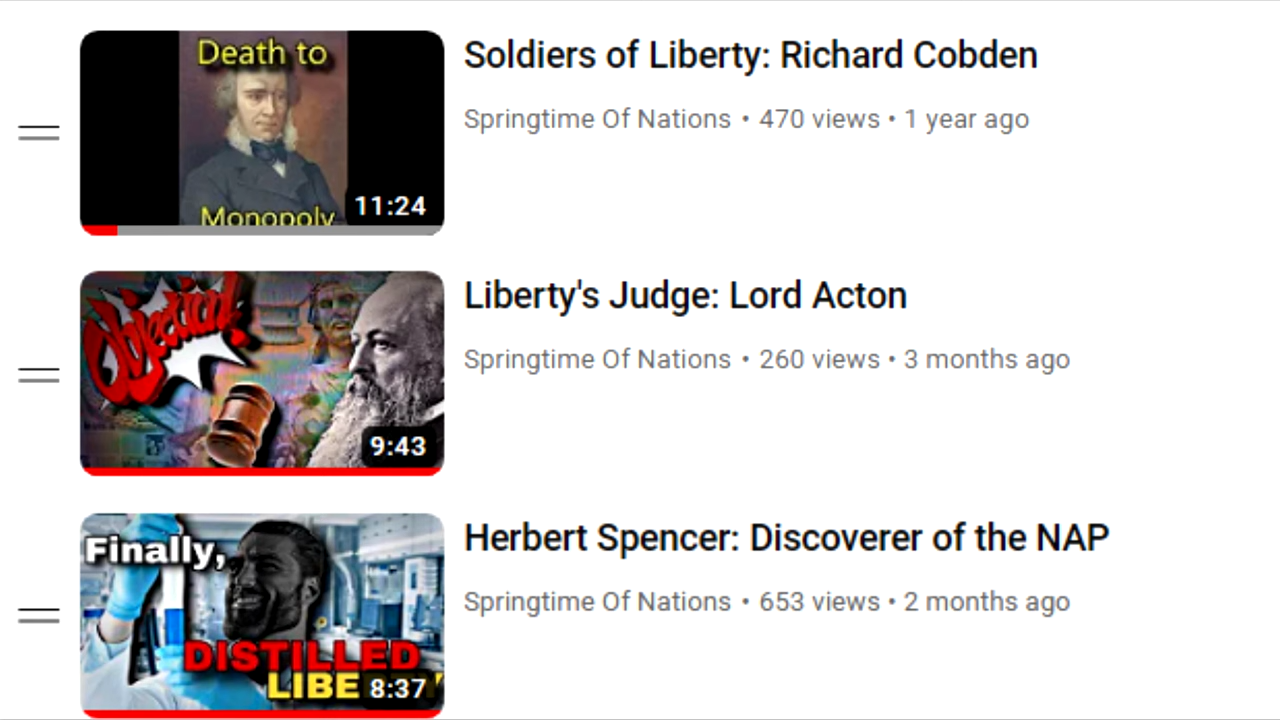 Death to
Monopoly
11:24
Soldiers of Liberty: Richard Cobden
Springtime Of Nations • 470 views • 1 year ago
Objection!
9:43
Liberty's Judge: Lord Acton
Springtime Of Nations • 260 views • 3 months ago
Finally,
DISTILLED
LIBE
8:37
Herbert Spencer: Discoverer of the NAP
Springtime Of Nations • 653 views • 2 months ago